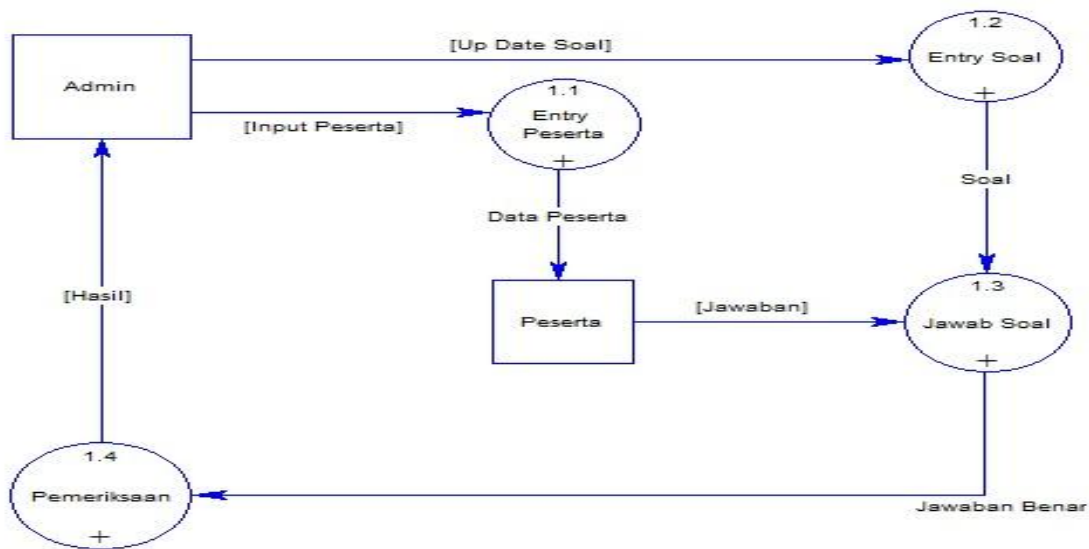 1.2
[Up Date Soal]
Entry Soal
+
Admin
1.1
Entry
Peserta
+
[Input Peserta]
Soal
Data Peserta
[Hasil]
1.3
[Jawaban]
Peserta
Jawab Soal
+
1.4
Pemeriksaan
+
Jawaban Benar